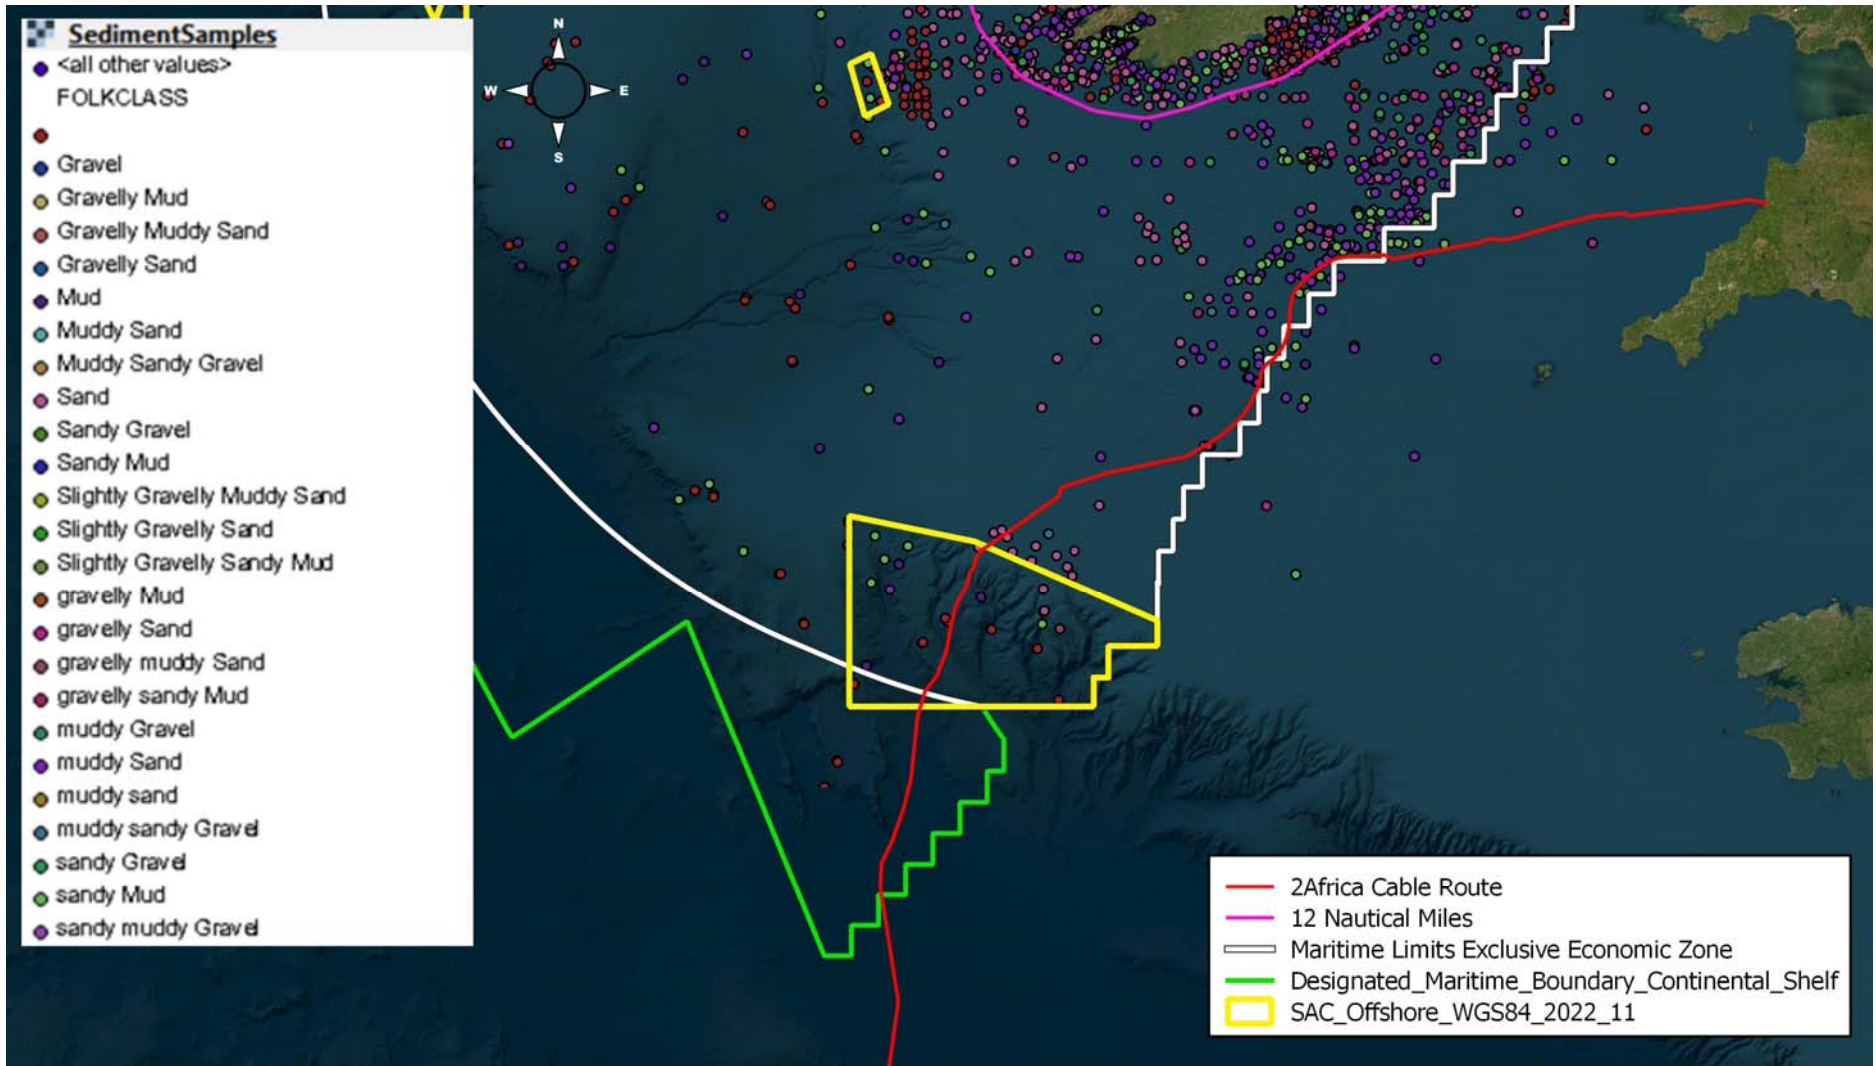 SedimentSamples
<all other values>
FOLKCLASS
Gravel
Gravelly Mud
Gravelly Muddy Sand
Gravelly Sand
Mud
Muddy Sand
Muddy Sandy Gravel
Sand
Sandy Gravel
Sandy Mud
Slightly Gravelly Muddy Sand
Slightly Gravelly Sand
Slightly Gravelly Sandy Mud
gravelly Mud
gravelly Sand
gravelly muddy Sand
gravelly sandy Mud
muddy Gravel
muddy Sand
muddy sand
muddy sandy Gravel
sandy Gravel
sandy Mud
sandy muddy Gravel
N
W E
S
2Africa Cable Route
12 Nautical Miles
Maritime Limits Exclusive Economic Zone
Designated_Maritime_Boundary_Continental_Shelf
SAC_Offshore_WGS84_2022_11